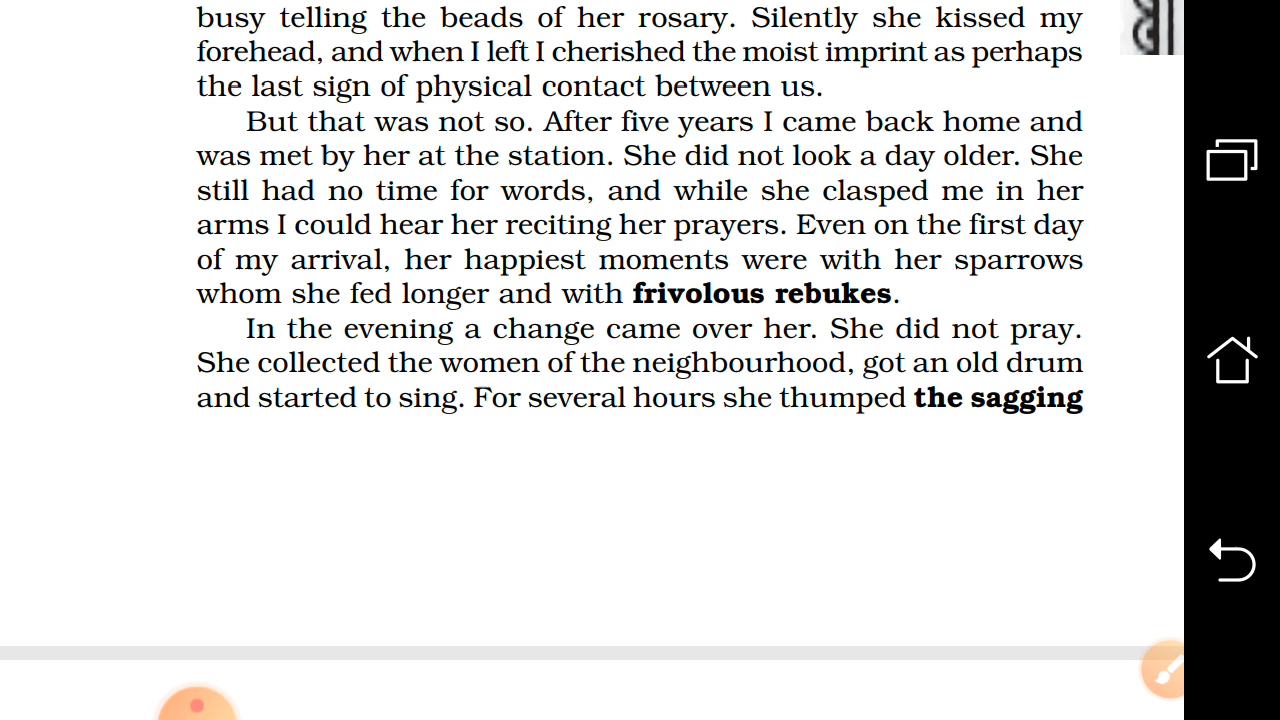 busy telling the beads of her rosary. Silently she kissed my
forehead, and when I left I cherished the moist imprint as perhaps
the last sign of physical contact between us.
But that was not so. After five years I came back home and
was met by her at the station. She did not look a day older. She
still had no time for words, and while she clasped me in her
arms I could hear her reciting her prayers. Even on the first day
of my arrival, her happiest moments were with her sparrows
whom she fed longer and with frivolous rebukes.
In the evening a change came over her. She did not pray.
She collected the women of the neighbourhood, got an old drum
and started to sing. For several hours she thumped the sagging